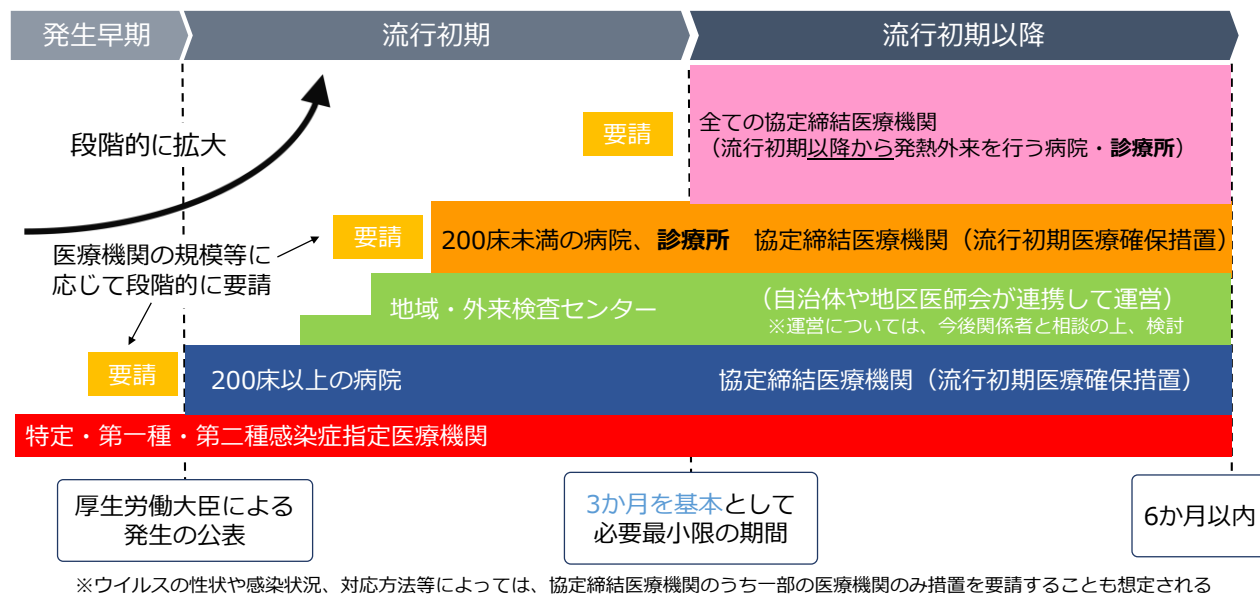 発生早期
流行初期
流行初期以降
段階的に拡大
要請
全ての協定締結医療機関
（流行初期以降から発熱外来を行う病院・診療所）
医療機関の規模等に
応じて段階的に要請
要請
200床未満の病院、診療所　協定締結医療機関（流行初期医療確保措置）
地域・外来検査センター
（自治体や地区医師会が連携して運営）
※運営については、今後関係者と相談の上、検討
要請
200床以上の病院
協定締結医療機関（流行初期医療確保措置）
特定・第一種・第二種感染症指定医療機関
厚生労働大臣による
発生の公表
3か月を基本として
必要最小限の期間
6か月以内
※ウイルスの性状や感染状況、対応方法等によっては、協定締結医療機関のうち一部の医療機関のみ措置を要請することも想定される